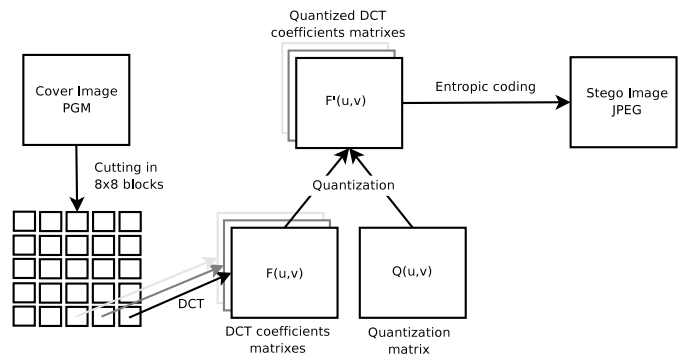 Quantized DCT
coefficients matrixes
Cover Image
PGM
F'(u,v)
Entropic coding
Stego Image
JPEG
Cutting in
8x8 blocks
Quantization
F(u,v)
Q(u,v)
DCT
DCT coefficients
matrixes
Quantization
matrix